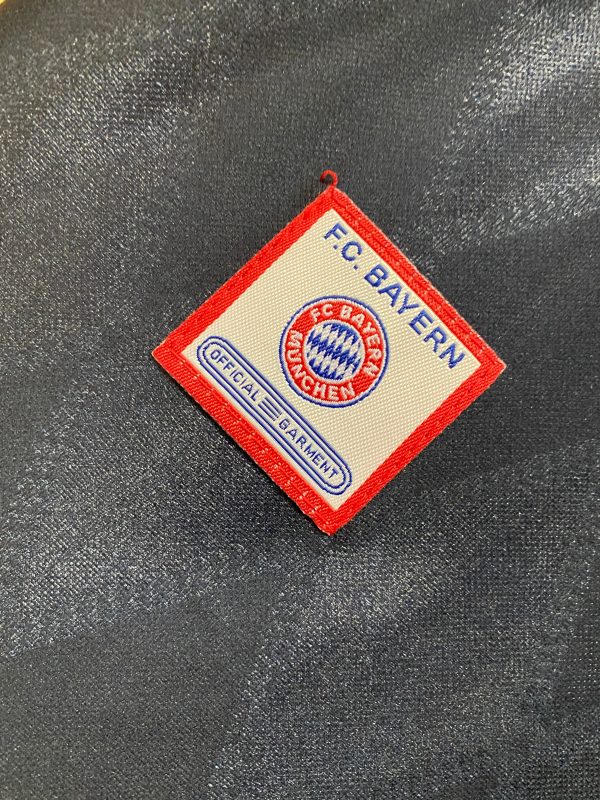 F.C. BAYERN
FC BAYERN
MÜNCHEN
OFFICIAL GARMENT